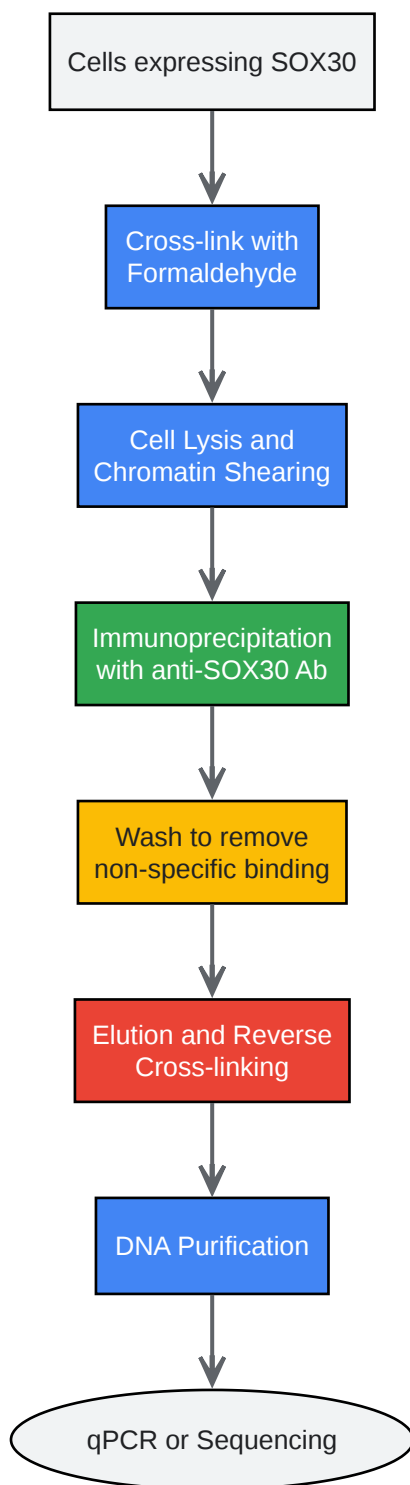 Cells expressing SOX30
Cross-link with
Formaldehyde
Cell Lysis and
Chromatin Shearing
Immunoprecipitation
with anti-SOX30 Ab
Wash to remove
non-specific binding
Elution and Reverse
Cross-linking
DNA Purification
qPCR or Sequencing